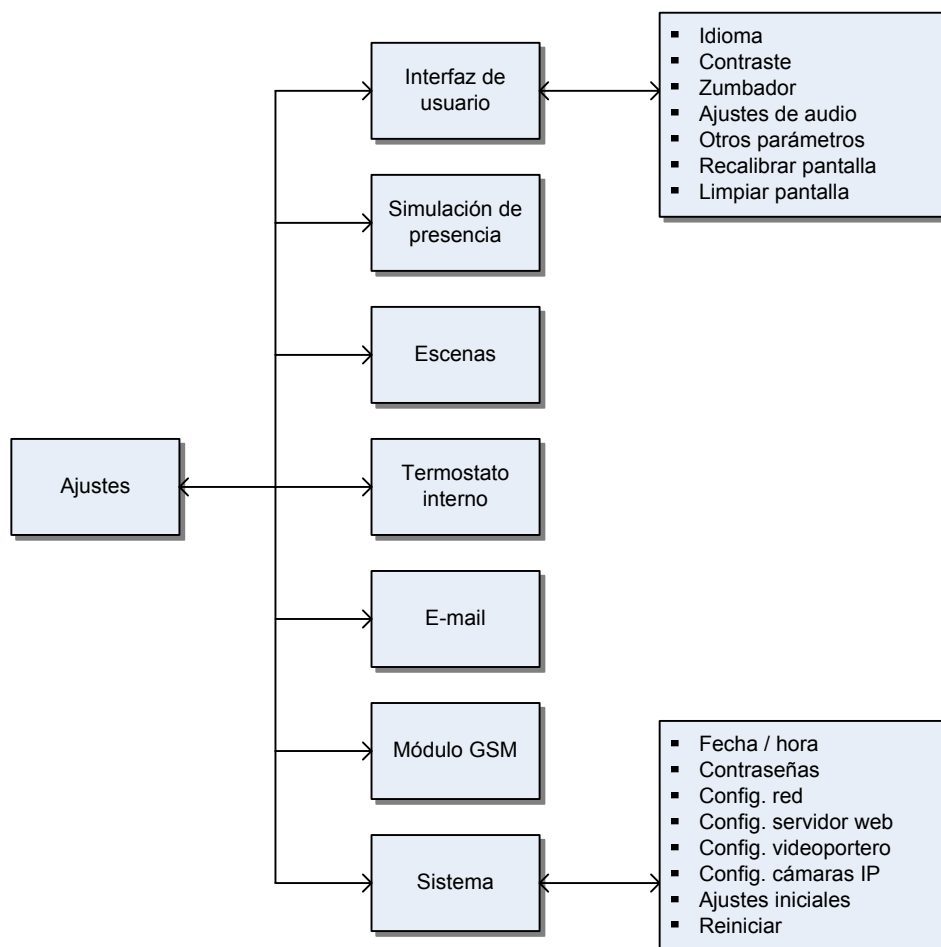 Interfaz de
usuario
▪ Idioma
▪ Contraste
▪ Zumbador
▪ Ajustes de audio
▪ Otros parámetros
▪ Recalibrar pantalla
▪ Limpiar pantalla
Simulación de
presencia
Escenas
Ajustes
Termostato
interno
E-mail
Módulo GSM
Sistema
▪ Fecha / hora
▪ Contraseñas
▪ Config. red
▪ Config. servidor web
▪ Config. videoportero
▪ Config. cámaras IP
▪ Ajustes iniciales
▪ Reiniciar